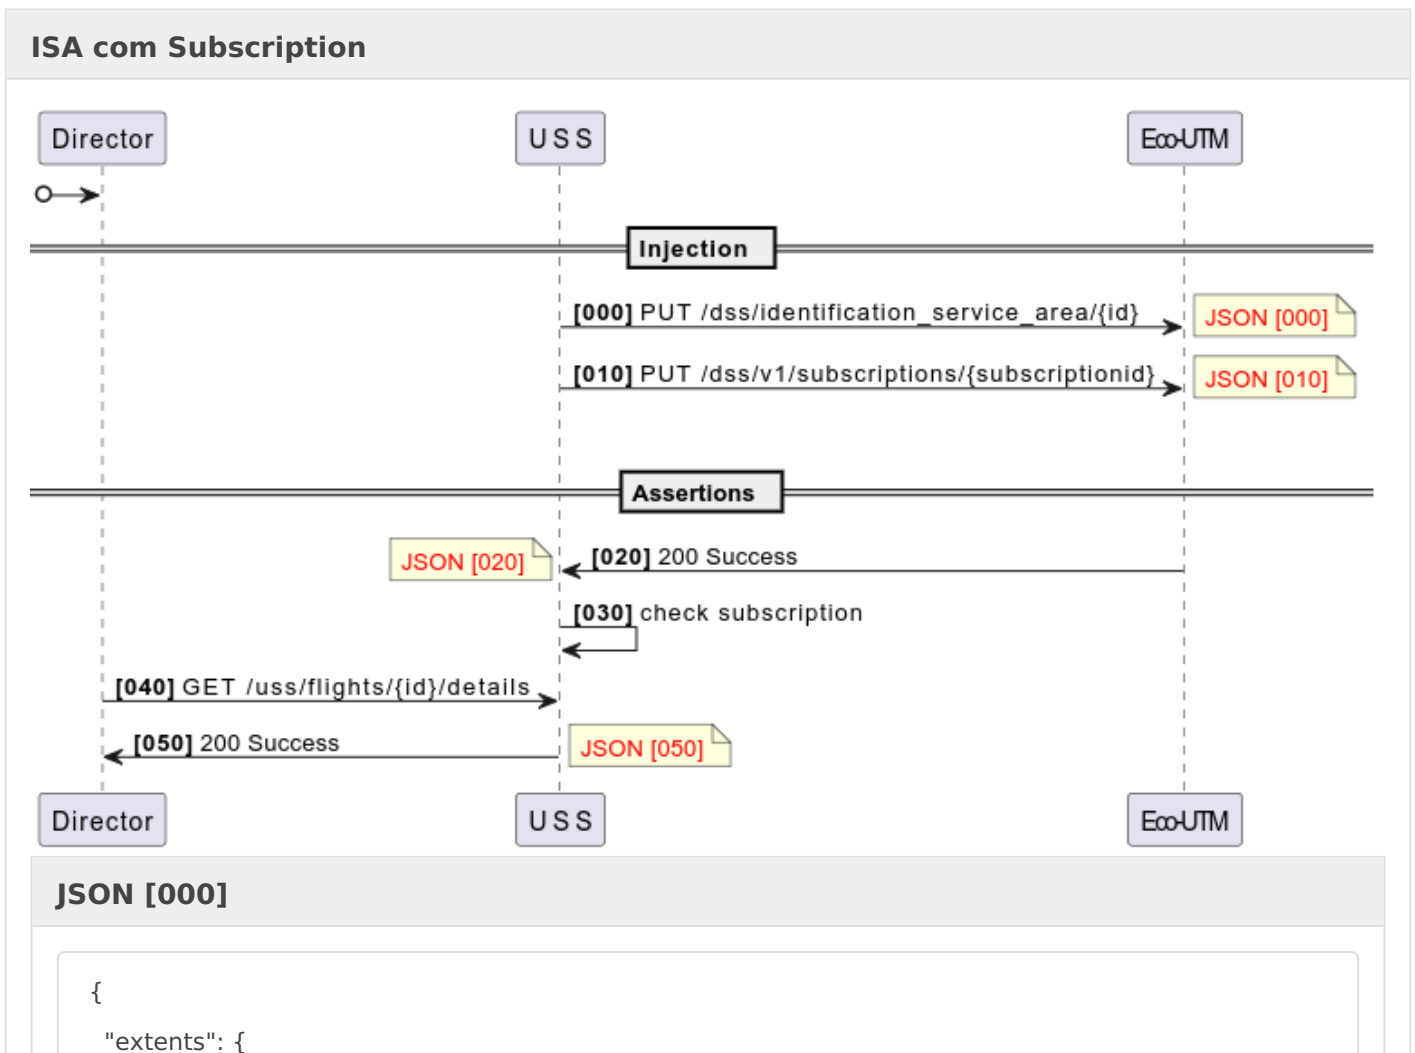 ISA com Subscription
Director
USS
Eco-UTM
Injection
[000] PUT /dss/identification_service_area/{id}
JSON [000]
[010] PUT /dss/v1/subscriptions/{subscriptionid}
JSON [010]
Assertions
JSON [020]
[020] 200 Success
[030] check subscription
[040] GET /uss/flights/{id}/details
[050] 200 Success
JSON [050]
Director
USS
Eco-UTM
JSON [000]
{
"extents": {